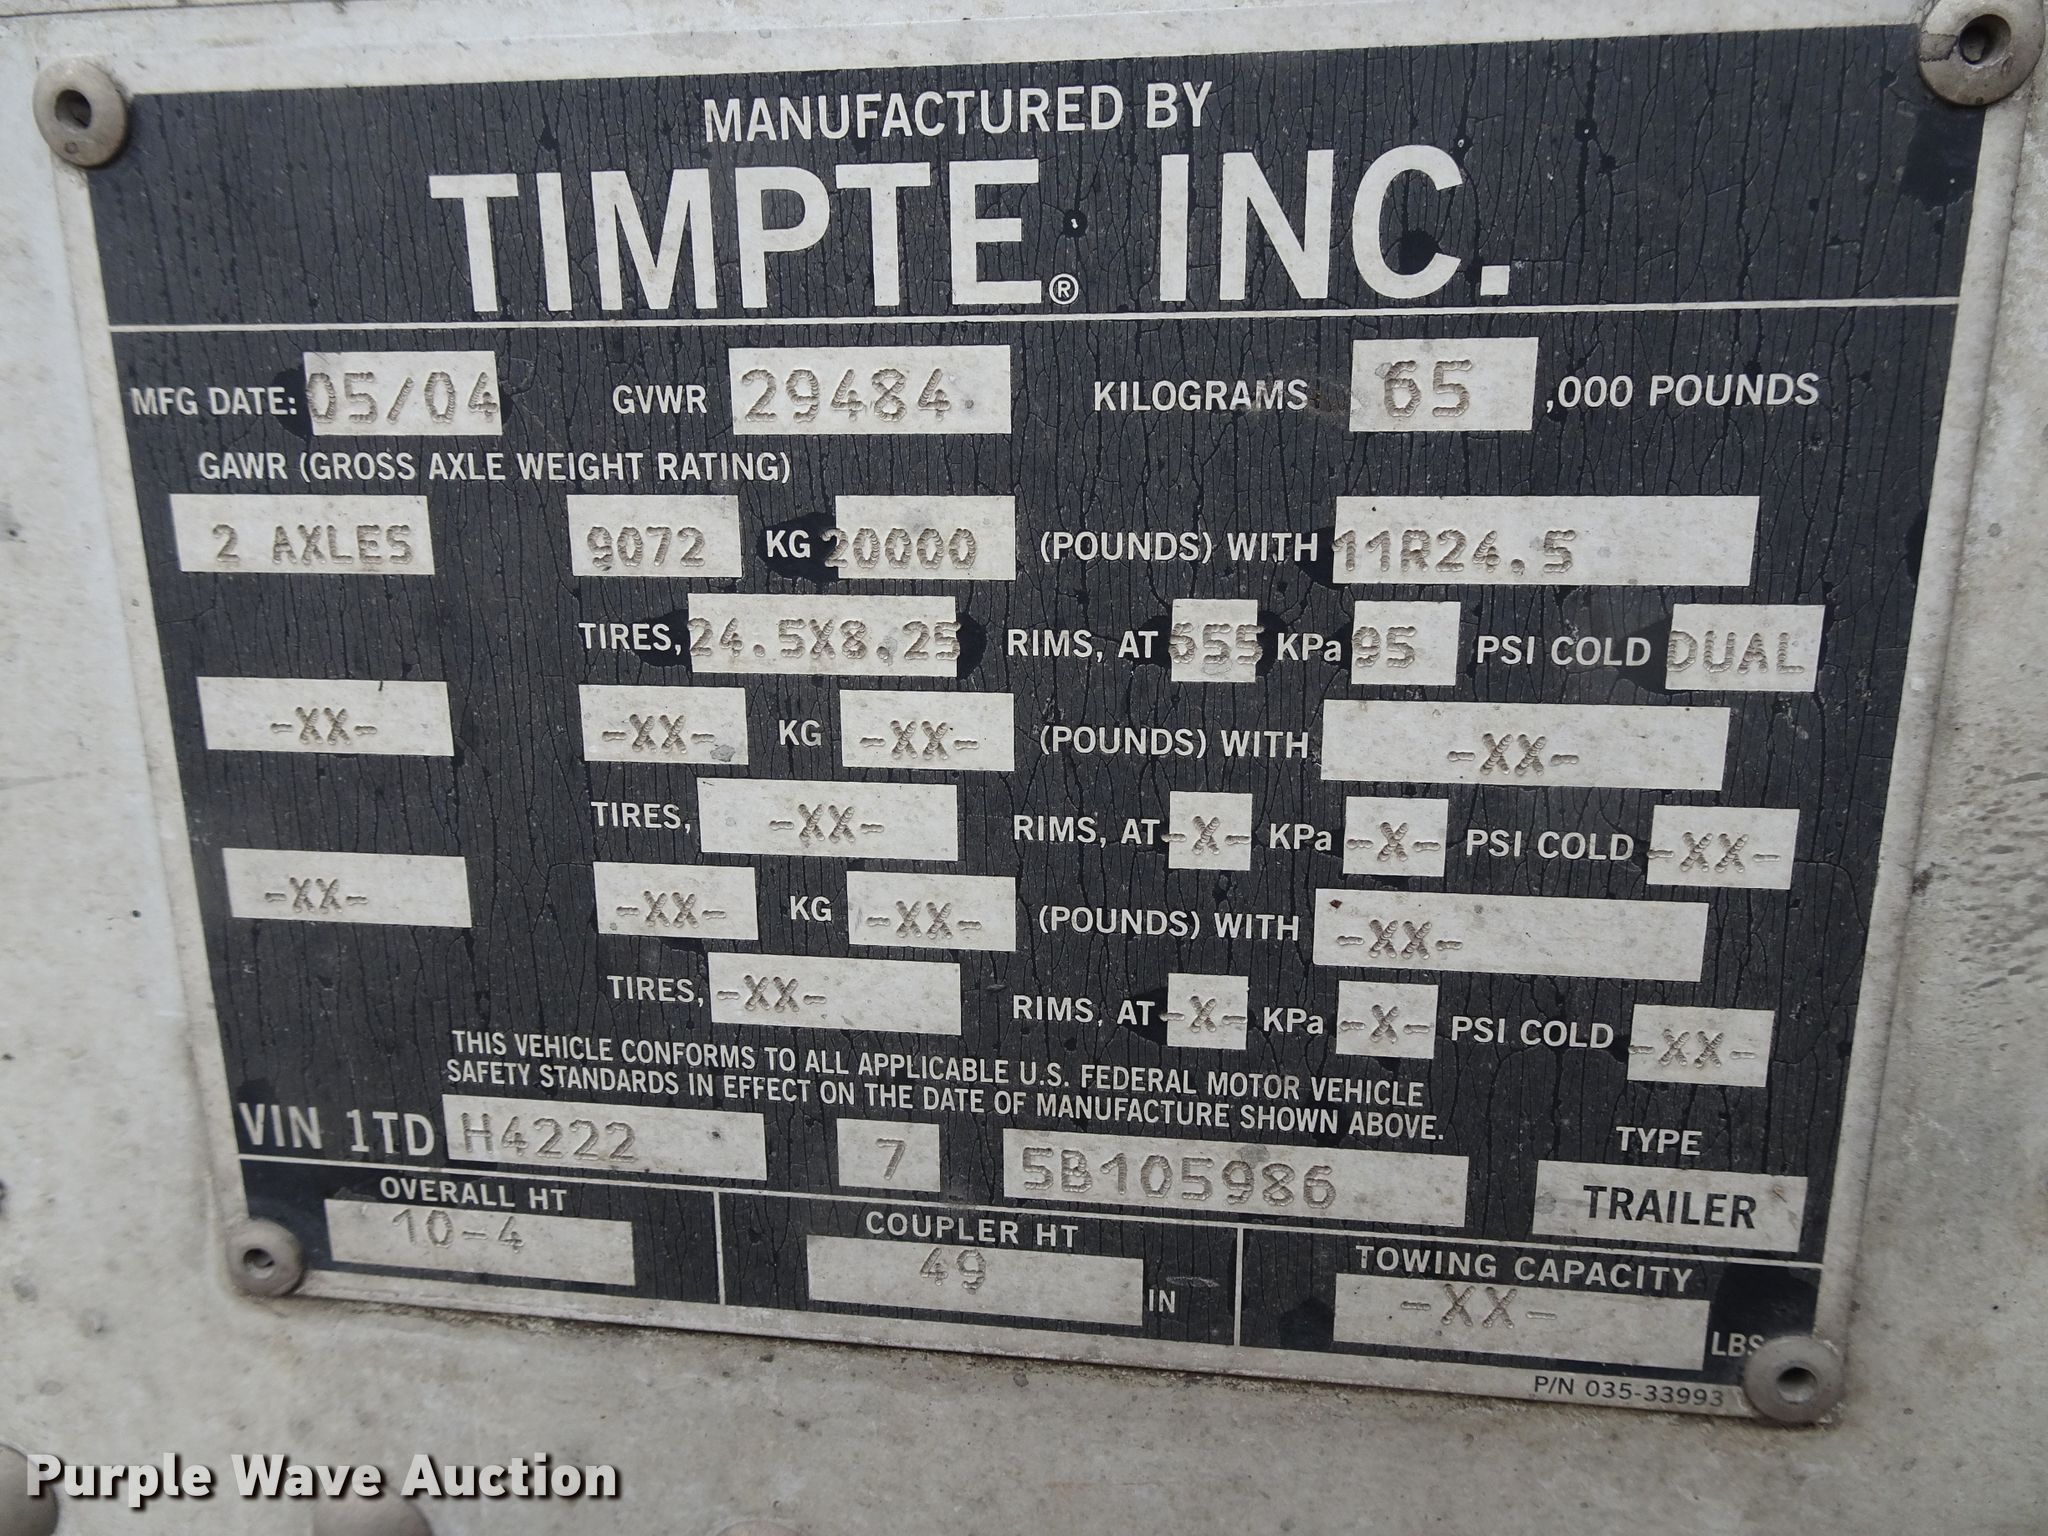 MANUFACTURED BY
TIMPTE® INC.
MFG DATE: 05/04 GVWR 29484 KILOGRAMS 65 ,000 POUNDS
GAWR (GROSS AXLE WEIGHT RATING)
2 AXLES 9072 KG 20000 (POUNDS) WITH 11R24.5
TIRES, 24.5X8.25 RIMS, AT 655 KPa 95 PSI COLD DUAL
-XX- -XX- KG -XX- (POUNDS) WITH -XX-
TIRES, -XX- RIMS, AT -X- KPa -X- PSI COLD -XX-
-XX- -XX- KG -XX- (POUNDS) WITH -XX-
TIRES, -XX- RIMS, AT -X- KPa -X- PSI COLD -XX-
THIS VEHICLE CONFORMS TO ALL APPLICABLE U.S. FEDERAL MOTOR VEHICLE
SAFETY STANDARDS IN EFFECT ON THE DATE OF MANUFACTURE SHOWN ABOVE.
TYPE
VIN 1TD H4222 7 5B105986 TRAILER
OVERALL HT COUPLER HT TOWING CAPACITY
10-4 49 IN -XX- LBS
P/N 035-33993
Purple Wave Auction